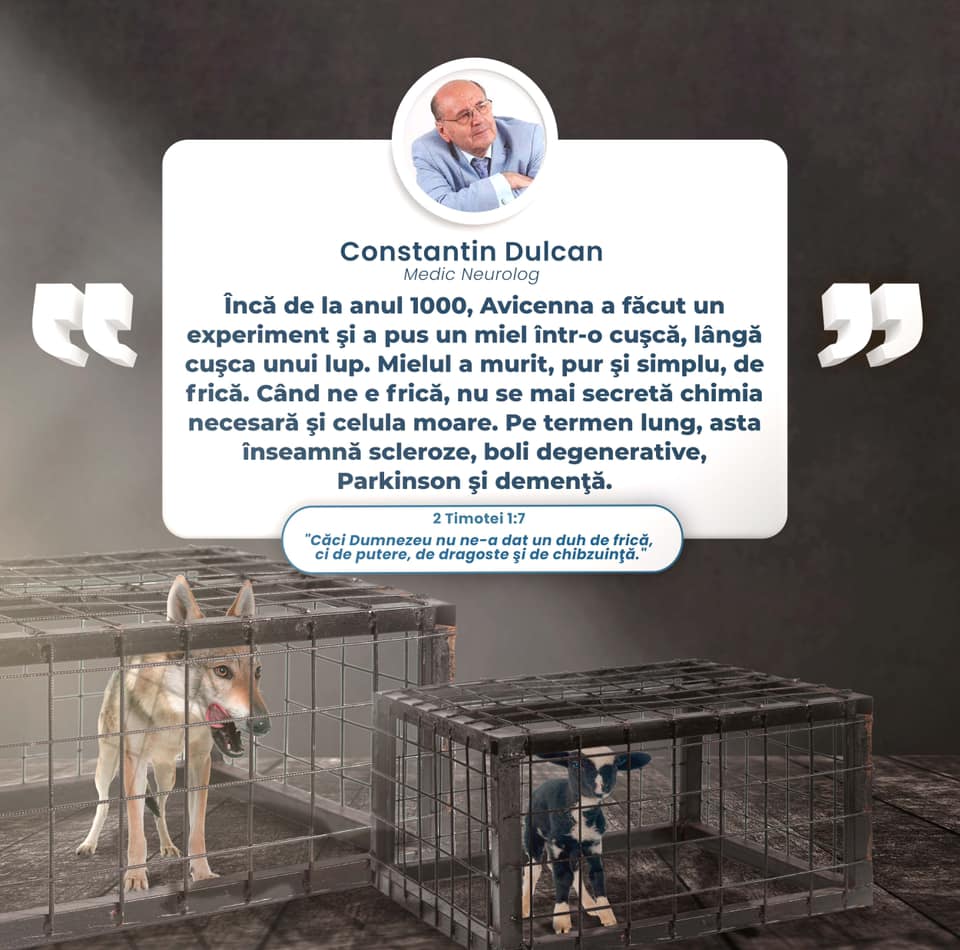 Constantin Dulcan
Medic Neurolog
Încă de la anul 1000, Avicenna a făcut un
experiment şi a pus un miel într-o cuşcă, lângă
cuşca unui lup. Mielul a murit, pur şi simplu, de
frică. Când ne e frică, nu se mai secretă chimia
necesară şi celula moare. Pe termen lung, asta
înseamnă scleroze, boli degenerative,
Parkinson şi demenţă.
2 Timotei 1:7
"Căci Dumnezeu nu ne-a dat un duh de frică,
ci de putere, de dragoste şi de chibzuinţă."